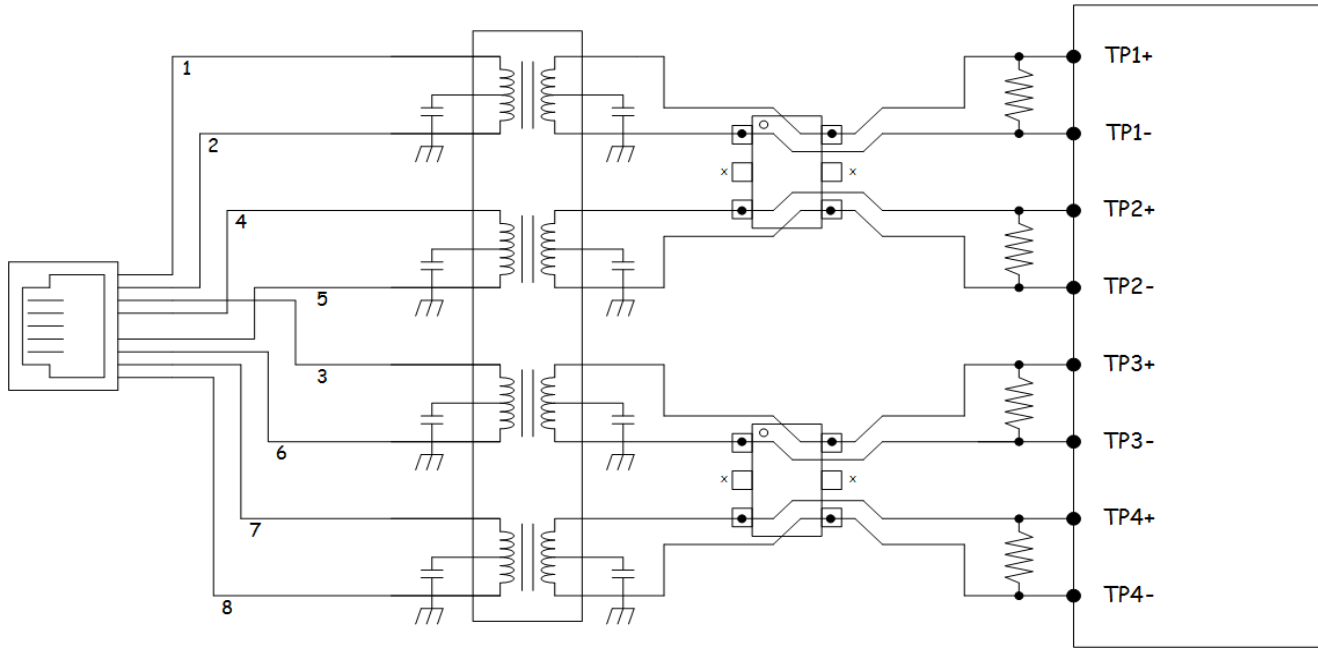 1
TP1+
2
TP1-
x x
4
TP2+
5
TP2-
3
TP3+
6
TP3-
x x
7
TP4+
8
TP4-